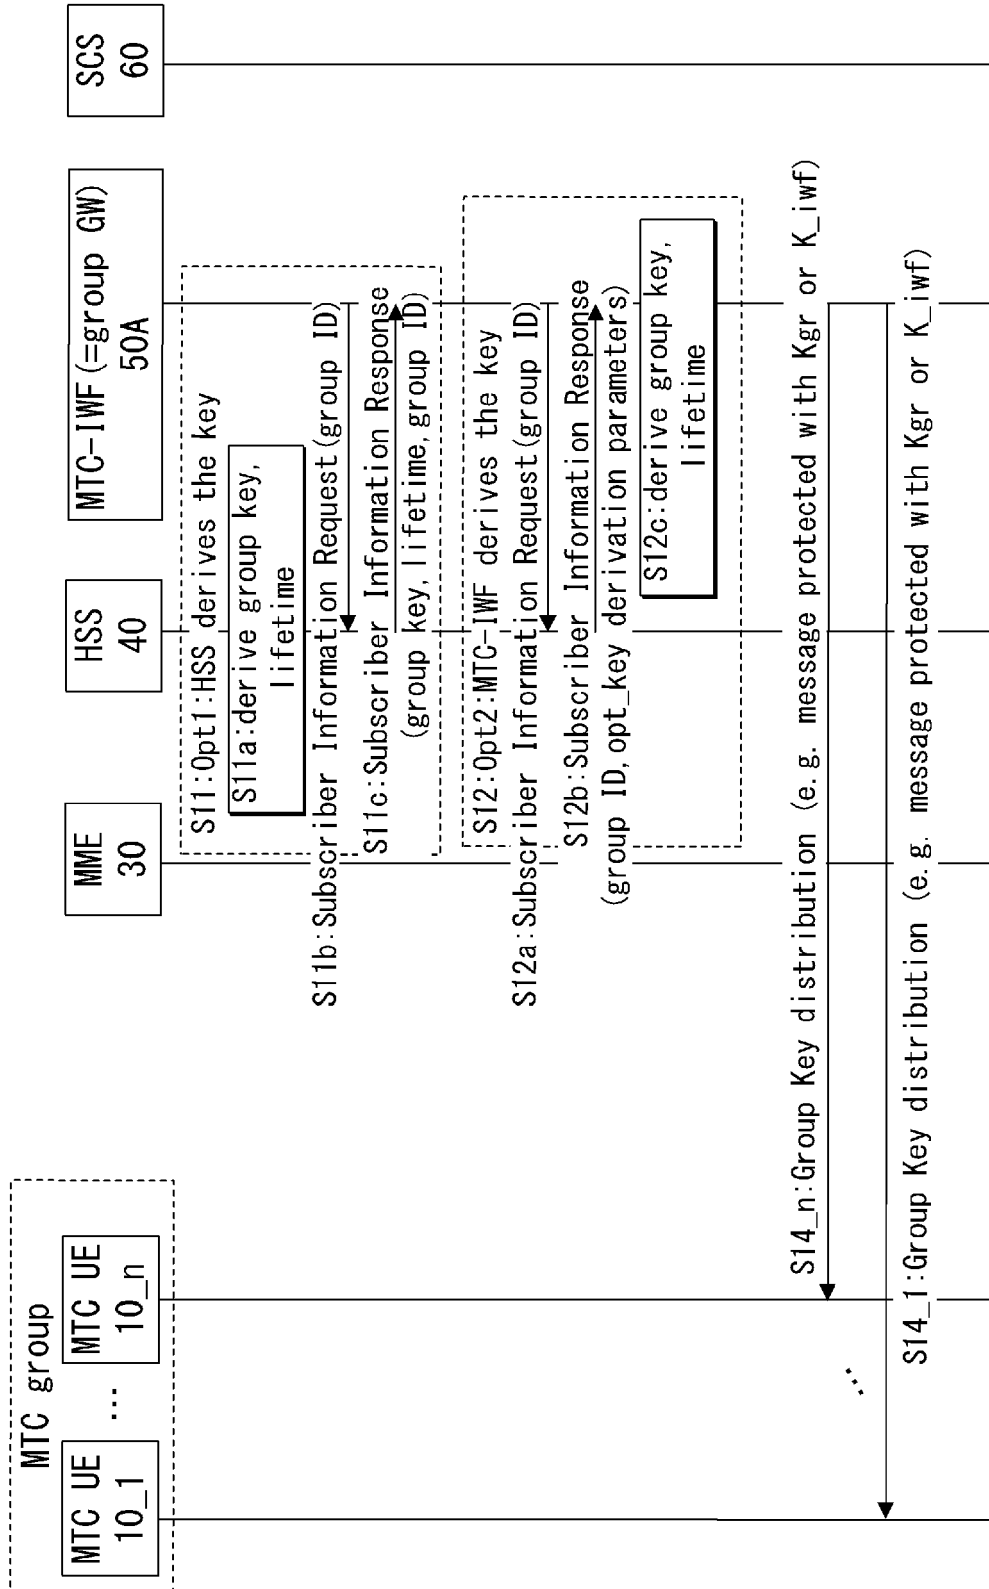 MTC group
MTC UE
10_1
...
MTC UE
10_n
MME
30
HSS
40
MTC-IWF(=group GW)
50A
SCS
60
S11:Opt1:HSS derives the key
S11a:derive group key,
lifetime
S11b:Subscriber Information Request(group ID)
S11c:Subscriber Information Response
(group key,lifetime,group ID)
S12:Opt2:MTC-IWF derives the key
S12a:Subscriber Information Request(group ID)
S12b:Subscriber Information Response
(group ID,opt_key derivation parameters)
S12c:derive group key,
lifetime
S14_n:Group Key distribution (e.g. message protected with Kgr or K_iwf)
...
S14_1:Group Key distribution (e.g. message protected with Kgr or K_iwf)